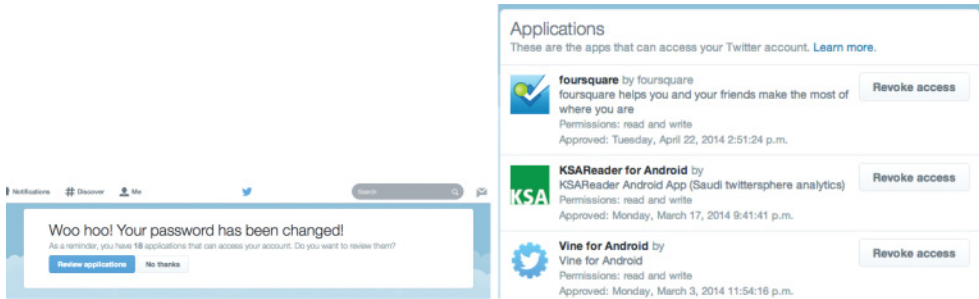 Notifications # Discover Me Search
Woo hoo! Your password has been changed!
As a reminder, you have 18 applications that can access your account. Do you want to review them?
Review applications No thanks
Applications
These are the apps that can access your Twitter account. Learn more.
foursquare by foursquare
foursquare helps you and your friends make the most of
where you are
Permissions: read and write
Approved: Tuesday, April 22, 2014 2:51:24 p.m.
Revoke access
KSA
KSAReader for Android by
KSAReader Android App (Saudi twittersphere analytics)
Permissions: read and write
Approved: Monday, March 17, 2014 9:41:41 p.m.
Revoke access
Vine for Android by
Vine for Android
Permissions: read and write
Approved: Monday, March 3, 2014 11:54:16 p.m.
Revoke access